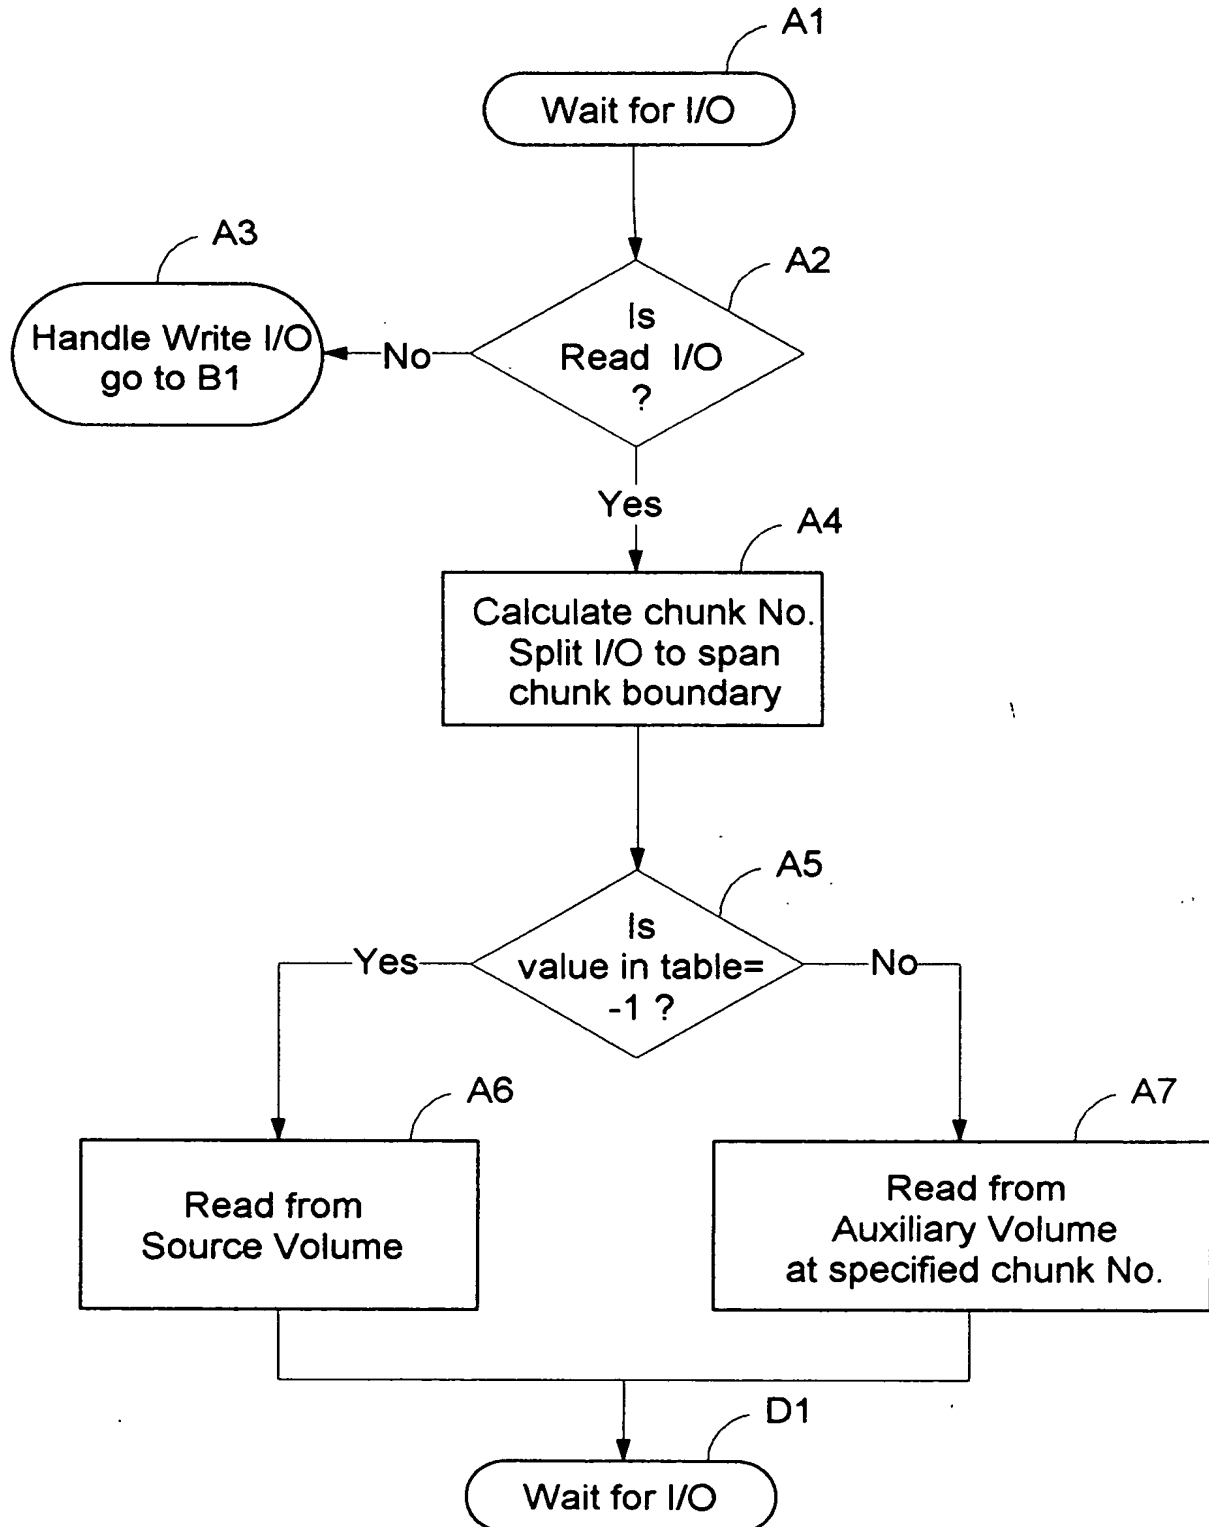 A1
Wait for I/O
A3
A2
Is
Read I/O
?
Handle Write I/O
go to B1
No
Yes
A4
Calculate chunk No.
Split I/O to span
chunk boundary
A5
Is
value in table=
-1 ?
Yes
No
A6
A7
Read from
Source Volume
Read from
Auxiliary Volume
at specified chunk No.
D1
Wait for I/O